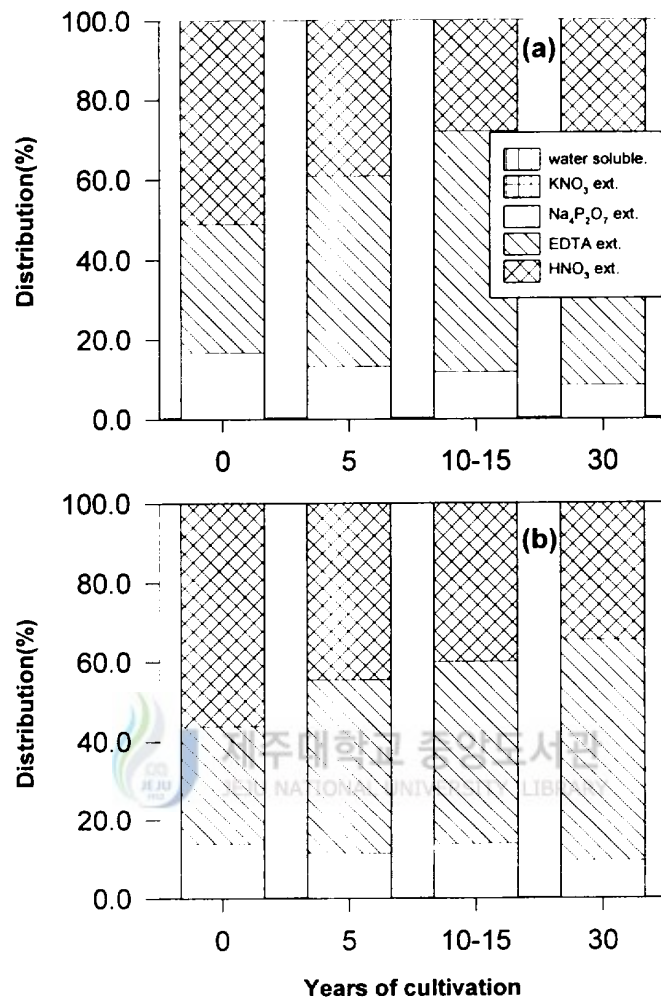 100.0
80.0
60.0
40.0
20.0
0.0
Distribution(%)
(a)
water soluble.
KNO₃ ext.
Na₄P₂O₇ ext.
EDTA ext.
HNO₃ ext.
0 5 10-15 30
100.0
80.0
60.0
40.0
20.0
0.0
Distribution(%)
(b)
제주대학교 중앙도서관
JEJU NATIONAL UNIVERSITY LIBRARY
JEJU
0 5 10-15 30
Years of cultivation